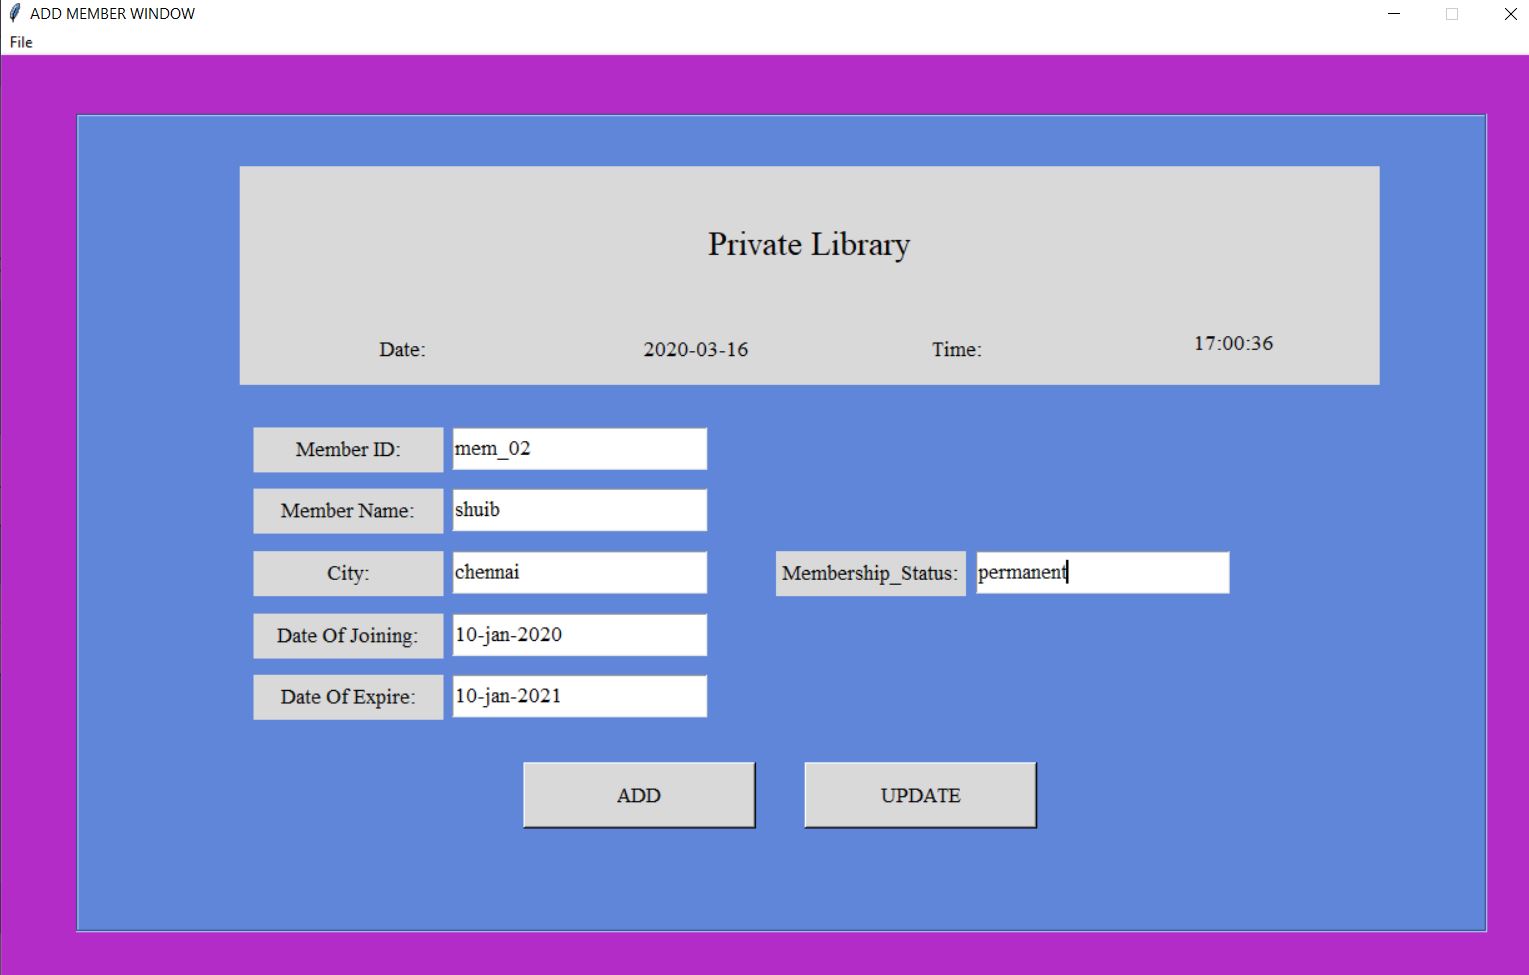 ADD MEMBER WINDOW
File
Private Library
Date: 2020-03-16 Time: 17:00:36
Member ID: mem_02
Member Name: shuib
City: chennai Membership_Status: permanent
Date Of Joining: 10-jan-2020
Date Of Expire: 10-jan-2021
ADD UPDATE